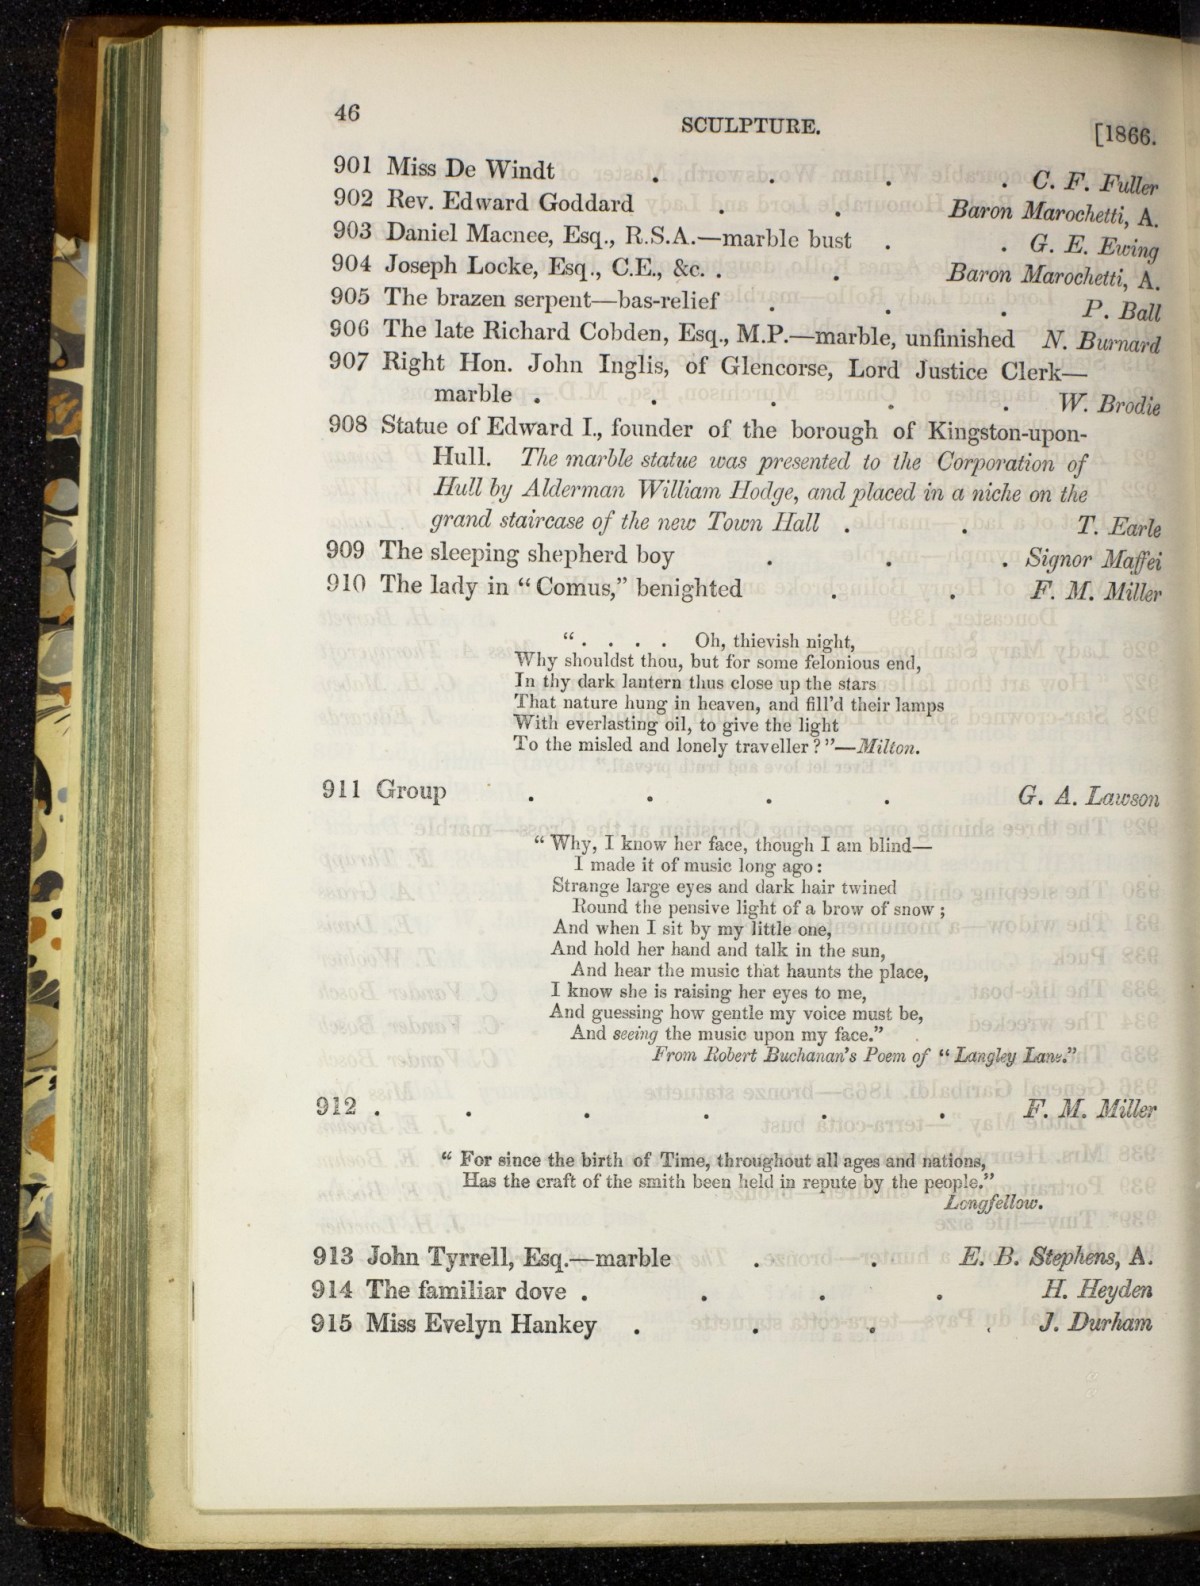 46
SCULPTURE.
[1866.
901 Miss De Windt . . . . C. F. Fuller
902 Rev. Edward Goddard . . Baron Marochetti, A.
903 Daniel Macnee, Esq., R.S.A.—marble bust . . G. E. Ewing
904 Joseph Locke, Esq., C.E., &c. . . Baron Marochetti, A.
905 The brazen serpent—bas-relief . . . P. Ball
906 The late Richard Cobden, Esq., M.P.—marble, unfinished N. Burnard
907 Right Hon. John Inglis, of Glencorse, Lord Justice Clerk—
marble . . . . . W. Brodie
908 Statue of Edward I., founder of the borough of Kingston-upon-
Hull. The marble statue was presented to the Corporation of
Hull by Alderman William Hodge, and placed in a niche on the
grand staircase of the new Town Hall . . T. Earle
909 The sleeping shepherd boy . . . Signor Maffei
910 The lady in “Comus,” benighted . . F. M. Miller
“ . . . . Oh, thievish night,
Why shouldst thou, but for some felonious end,
In thy dark lantern thus close up the stars
That nature hung in heaven, and fill’d their lamps
With everlasting oil, to give the light
To the misled and lonely traveller?”—Milton.
911 Group . . . . G. A. Lawson
“Why, I know her face, though I am blind—
I made it of music long ago:
Strange large eyes and dark hair twined
Round the pensive light of a brow of snow;
And when I sit by my little one,
And hold her hand and talk in the sun,
And hear the music that haunts the place,
I know she is raising her eyes to me,
And guessing how gentle my voice must be,
And seeing the music upon my face.”
From Robert Buchanan’s Poem of “Langley Lane.”
912 . . . . . . F. M. Miller
“For since the birth of Time, throughout all ages and nations,
Has the craft of the smith been held in repute by the people.”
Longfellow.
913 John Tyrrell, Esq.—marble . . E. B. Stephens, A.
914 The familiar dove . . . . H. Heyden
915 Miss Evelyn Hankey . . . . J. Durham